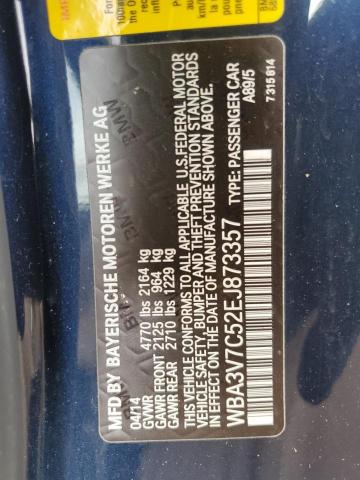 MFD BY BAYERISCHE MOTOREN WERKE AG
04/14
GVWR 4770 lbs 2164 kg
GAWR FRONT 2125 lbs 964 kg
GAWR REAR 2710 lbs 1229 kg
THIS VEHICLE CONFORMS TO ALL APPLICABLE U.S.FEDERAL MOTOR
VEHICLE SAFETY, BUMPER AND THEFT PREVENTION STANDARDS
IN EFFECT ON THE DATE OF MANUFACTURE SHOWN ABOVE.
WBA3V7C52EJ873357 TYPE: PASSENGER CAR
A89/5
7 315 614
BMW